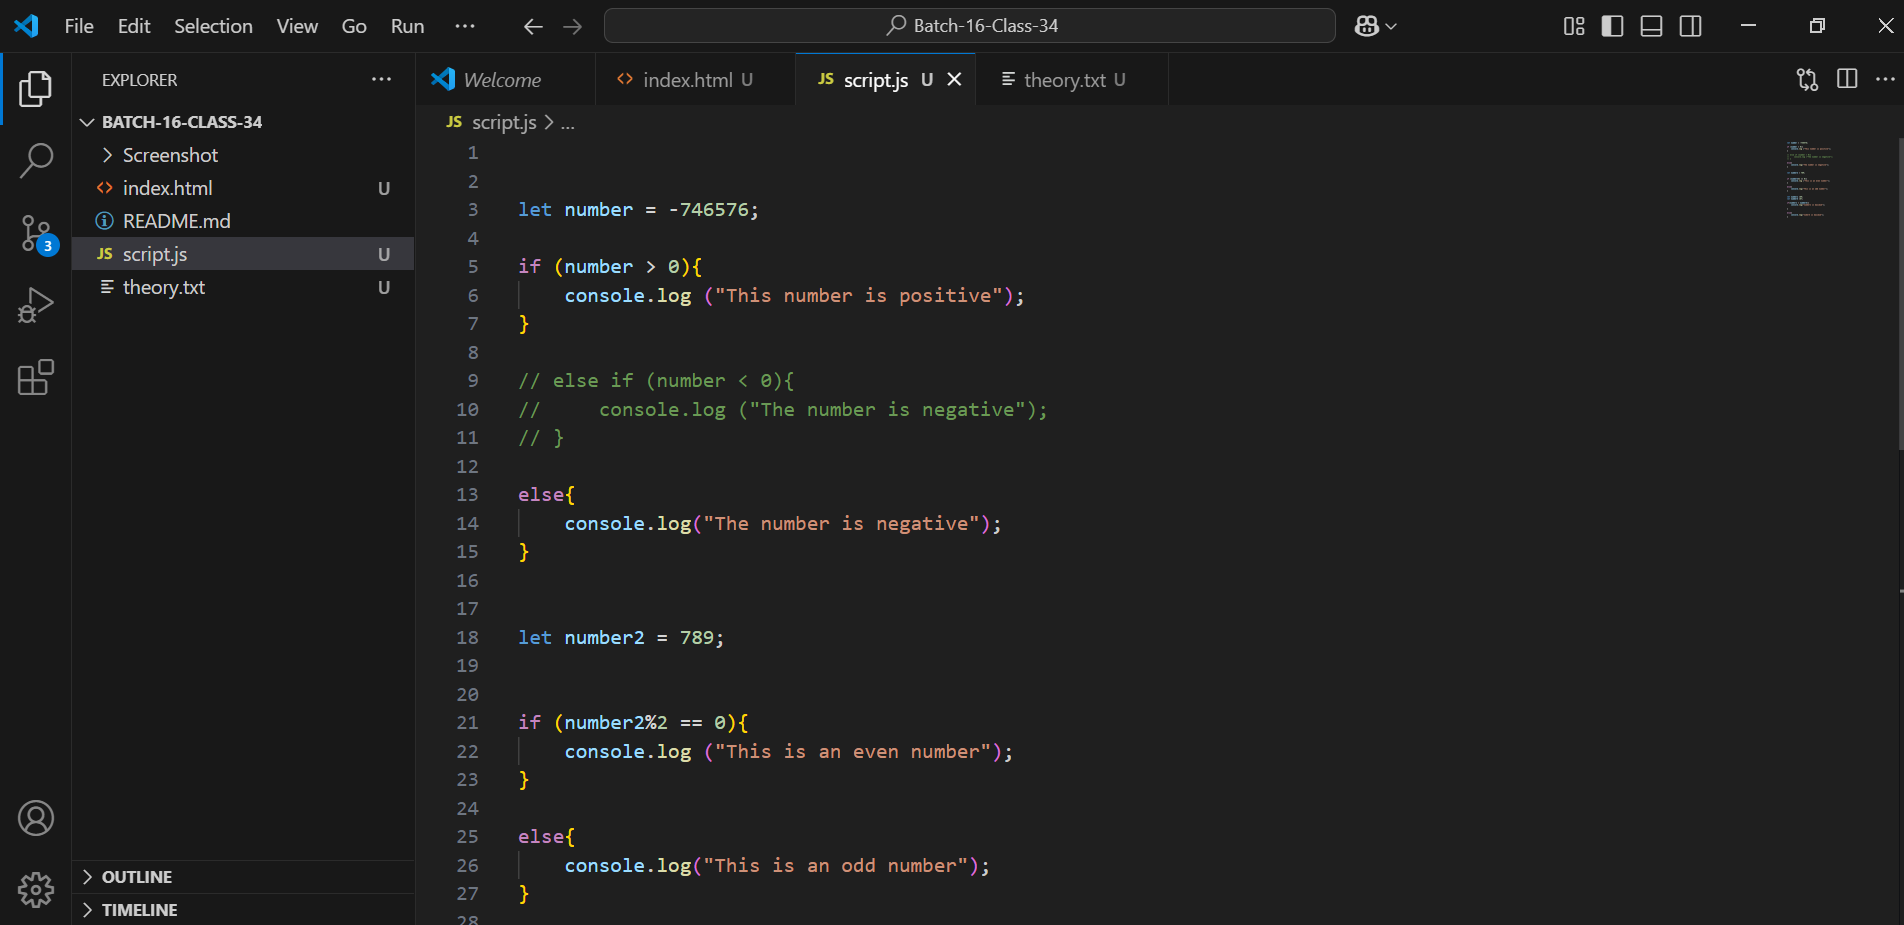 File Edit Selection View Go Run ··· Batch-16-Class-34
EXPLORER ···
BATCH-16-CLASS-34
Screenshot
index.html U
README.md
script.js U
theory.txt U
3
OUTLINE
TIMELINE
Welcome index.html U JS script.js U theory.txt U
JS script.js > ...
1
2
3 let number = -746576;
4
5 if (number > 0){
6 console.log ("This number is positive");
7 }
8
9 // else if (number < 0){
10 //     console.log ("The number is negative");
11 // }
12
13 else{
14 console.log("The number is negative");
15 }
16
17
18 let number2 = 789;
19
20
21 if (number2%2 == 0){
22 console.log ("This is an even number");
23 }
24
25 else{
26 console.log("This is an odd number");
27 }
28